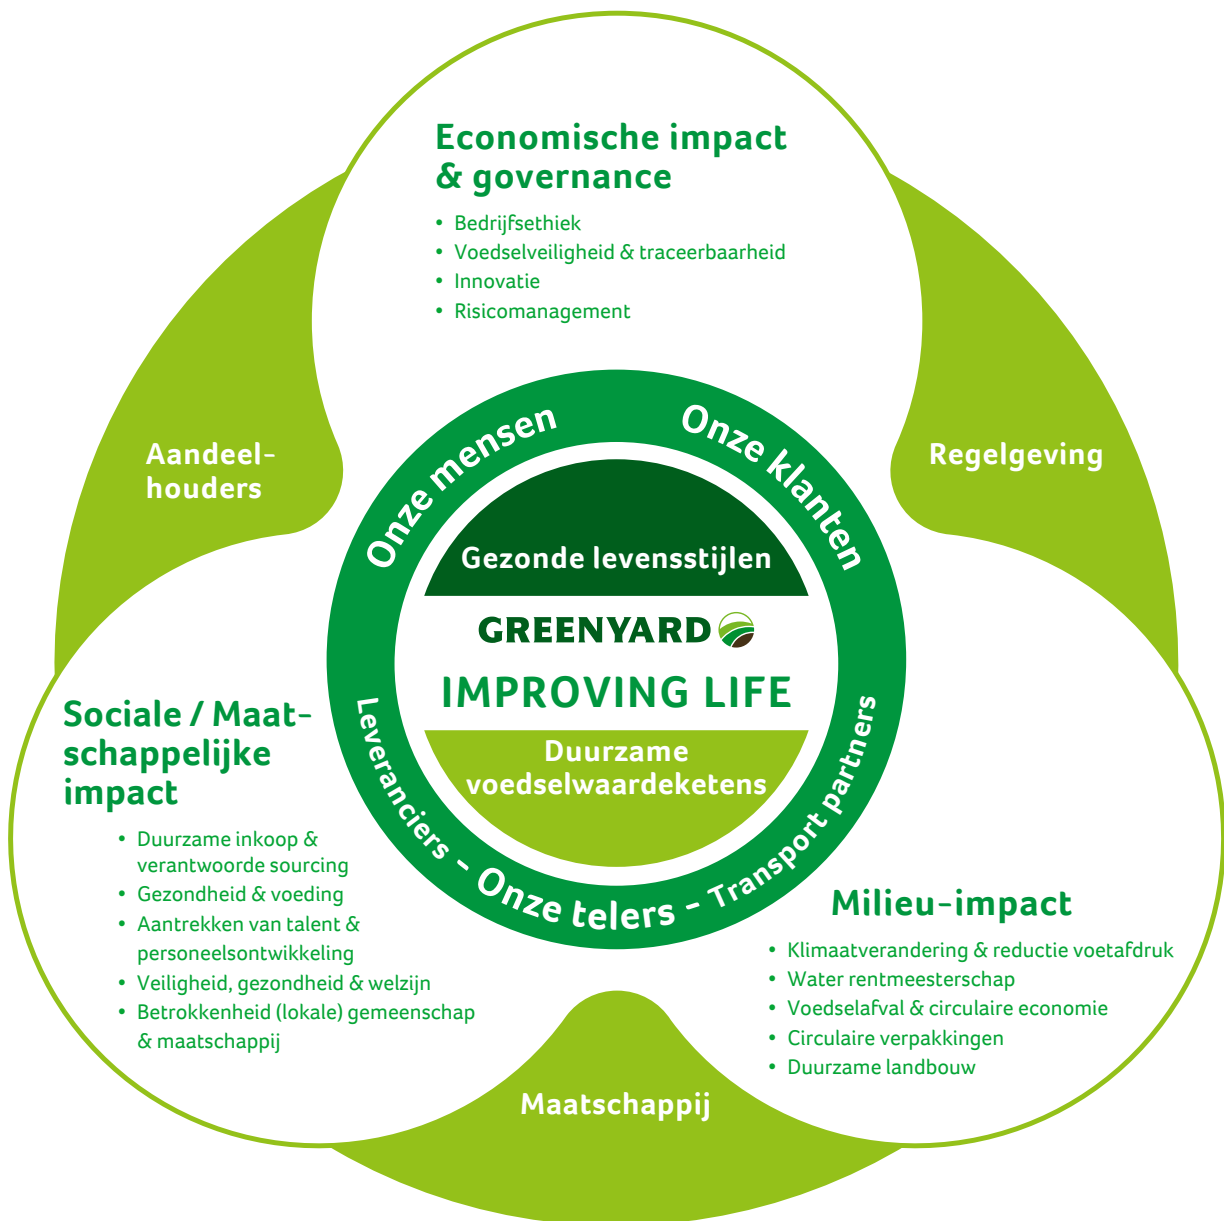 Economische impact
& governance
• Bedrijfsethiek
• Voedselveiligheid & traceerbaarheid
• Innovatie
• Risicomanagement
Aandeel-
houders
Regelgeving
Onze mensen
Onze klanten
Gezonde levensstijlen
GREENYARD
IMPROVING LIFE
Duurzame
voedselwaardeketens
Leveranciers - Onze telers - Transport partners
Sociale / Maat-
schappelijke
impact
• Duurzame inkoop &
verantwoorde sourcing
• Gezondheid & voeding
• Aantrekken van talent &
personeelsontwikkeling
• Veiligheid, gezondheid & welzijn
• Betrokkenheid (lokale) gemeenschap
& maatschappij
Milieu-impact
• Klimaatverandering & reductie voetafdruk
• Water rentmeesterschap
• Voedselafval & circulaire economie
• Circulaire verpakkingen
• Duurzame landbouw
Maatschappij